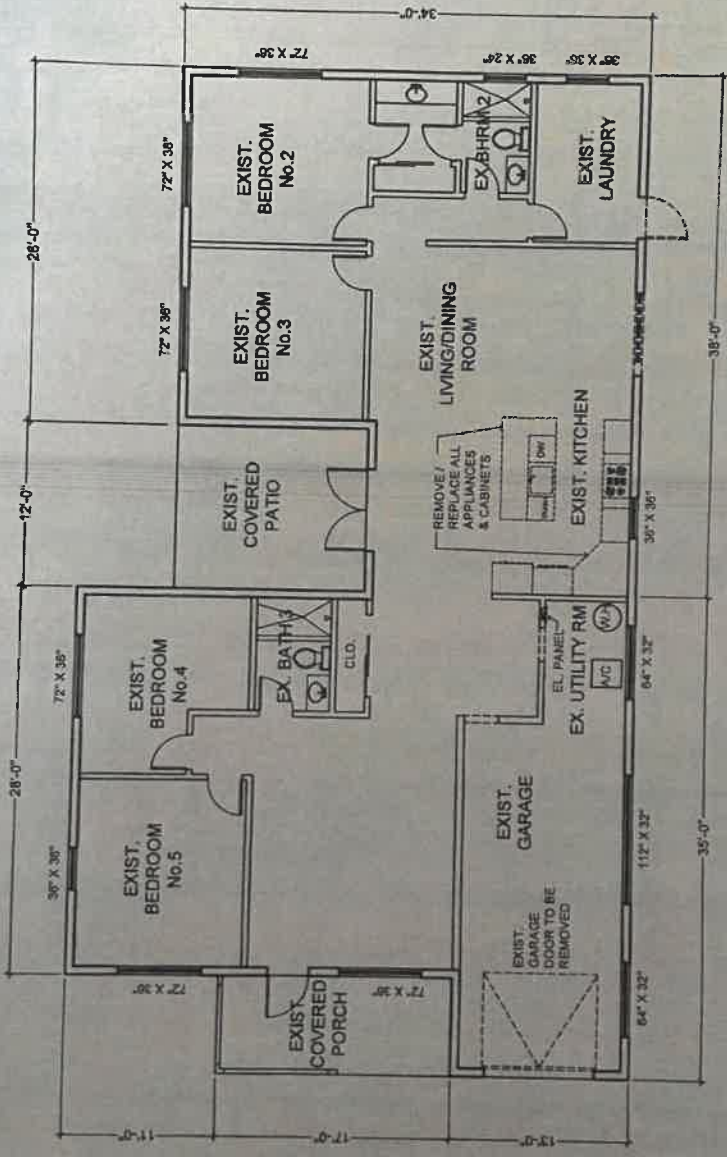 28'-0"
12'-0"
26'-0"
34'-0"
36" X 36"
72" X 36"
72" X 36"
72" X 36"
72" X 36"
36" X 24"
36" X 36"
72" X 36"
72" X 36"
11'-0"
17'-0"
13'-0"
EXIST.
BEDROOM
No.5
EXIST.
BEDROOM
No.4
EX. BATH 3
CLO.
EXIST.
COVERED
PATIO
EXIST.
BEDROOM
No.3
EXIST.
BEDROOM
No.2
EX.BHRM 2
EXIST.
LAUNDRY
EXIST.
LIVING/DINING
ROOM
REMOVE /
REPLACE ALL
APPLIANCES
& CABINETS
DW
EXIST. KITCHEN
EXIST.
COVERED
PORCH
EXIST.
GARAGE
EXIST.
GARAGE
DOOR TO BE
REMOVED
EL. PANEL
EX. UTILITY RM
A/C
W.H
64" X 32"
112" X 32"
64" X 32"
36" X 36"
35'-0"
38'-0"